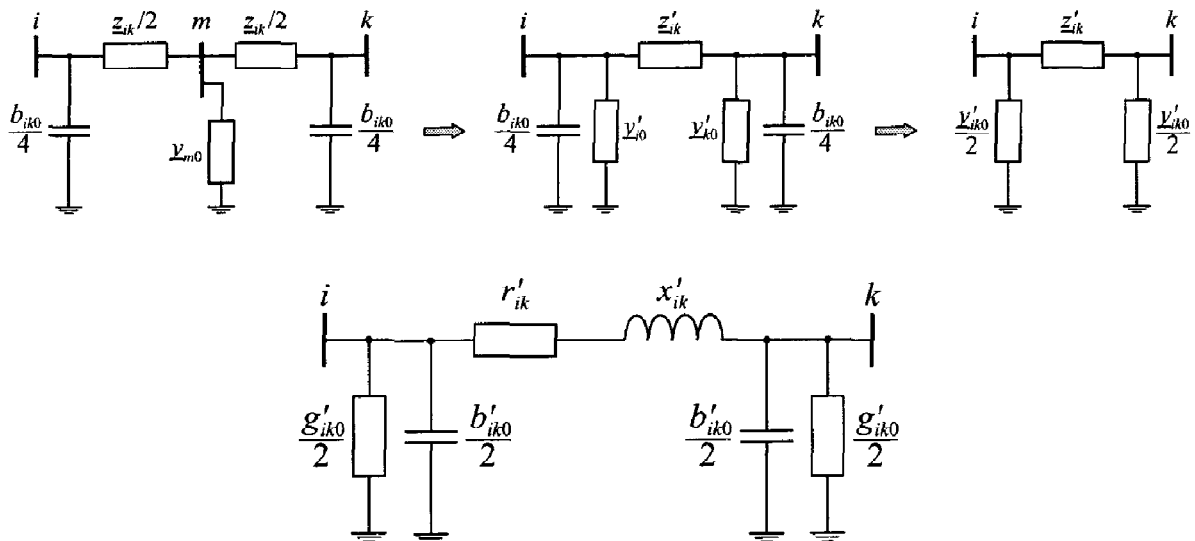 i z_ik/2 m z_ik/2 k
b_ik0/4 y_m0 b_ik0/4
i z'_ik k
b_ik0/4 y'_i0 y'_k0 b_ik0/4
i z'_ik k
y'_ik0/2 y'_ik0/2
i r'_ik x'_ik k
g'_ik0/2 b'_ik0/2 b'_ik0/2 g'_ik0/2